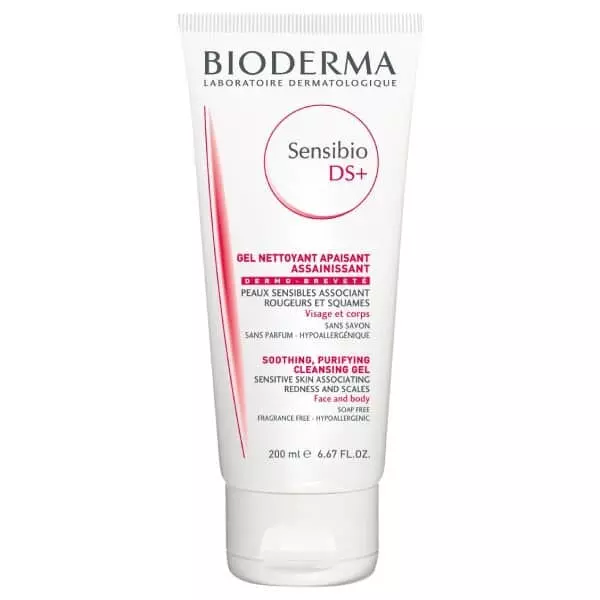 BIODERMA
LABORATOIRE DERMATOLOGIQUE
Sensibio
DS+
GEL NETTOYANT APAISANT
ASSAINISSANT
DERMO-BREVETÉ
PEAUX SENSIBLES ASSOCIANT
ROUGEURS ET SQUAMES
Visage et corps
SANS SAVON
SANS PARFUM - HYPOALLERGÉNIQUE
SOOTHING, PURIFYING
CLEANSING GEL
SENSITIVE SKIN ASSOCIATING
REDNESS AND SCALES
Face and body
SOAP FREE
FRAGRANCE FREE - HYPOALLERGENIC
200 ml ℮ 6.67 FL.OZ.